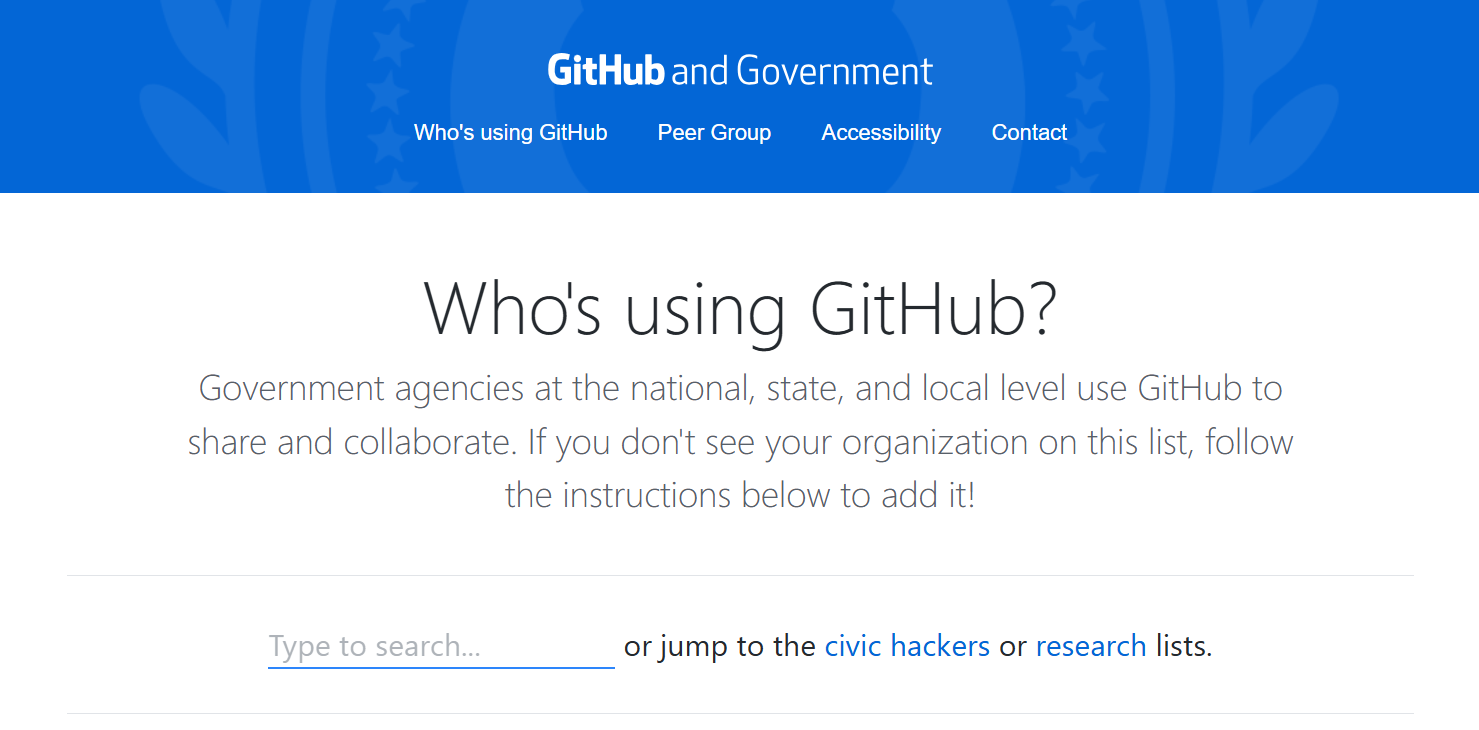 GitHub and Government
Who's using GitHub Peer Group Accessibility Contact
Who's using GitHub?
Government agencies at the national, state, and local level use GitHub to
share and collaborate. If you don't see your organization on this list, follow
the instructions below to add it!
Type to search... or jump to the civic hackers or research lists.